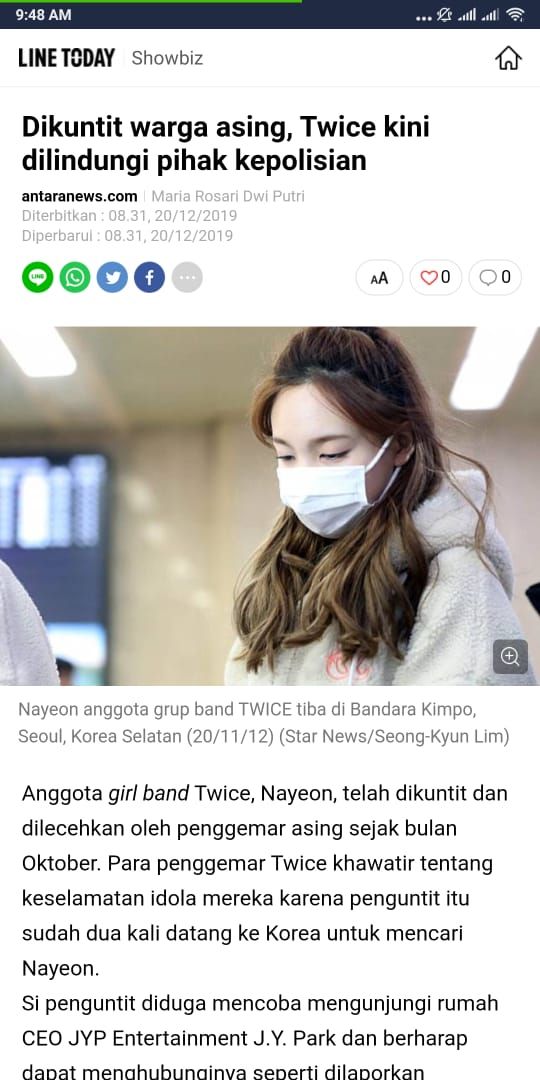 9:48 AM
LINE TODAY Showbiz
Dikuntit warga asing, Twice kini
dilindungi pihak kepolisian
antaranews.com Maria Rosari Dwi Putri
Diterbitkan : 08.31, 20/12/2019
Diperbarui : 08.31, 20/12/2019
LINE
AA 0 0
Nayeon anggota grup band TWICE tiba di Bandara Kimpo,
Seoul, Korea Selatan (20/11/12) (Star News/Seong-Kyun Lim)
Anggota girl band Twice, Nayeon, telah dikuntit dan
dilecehkan oleh penggemar asing sejak bulan
Oktober. Para penggemar Twice khawatir tentang
keselamatan idola mereka karena penguntit itu
sudah dua kali datang ke Korea untuk mencari
Nayeon.
Si penguntit diduga mencoba mengunjungi rumah
CEO JYP Entertainment J.Y. Park dan berharap
dapat menghubunginya seperti dilaporkan